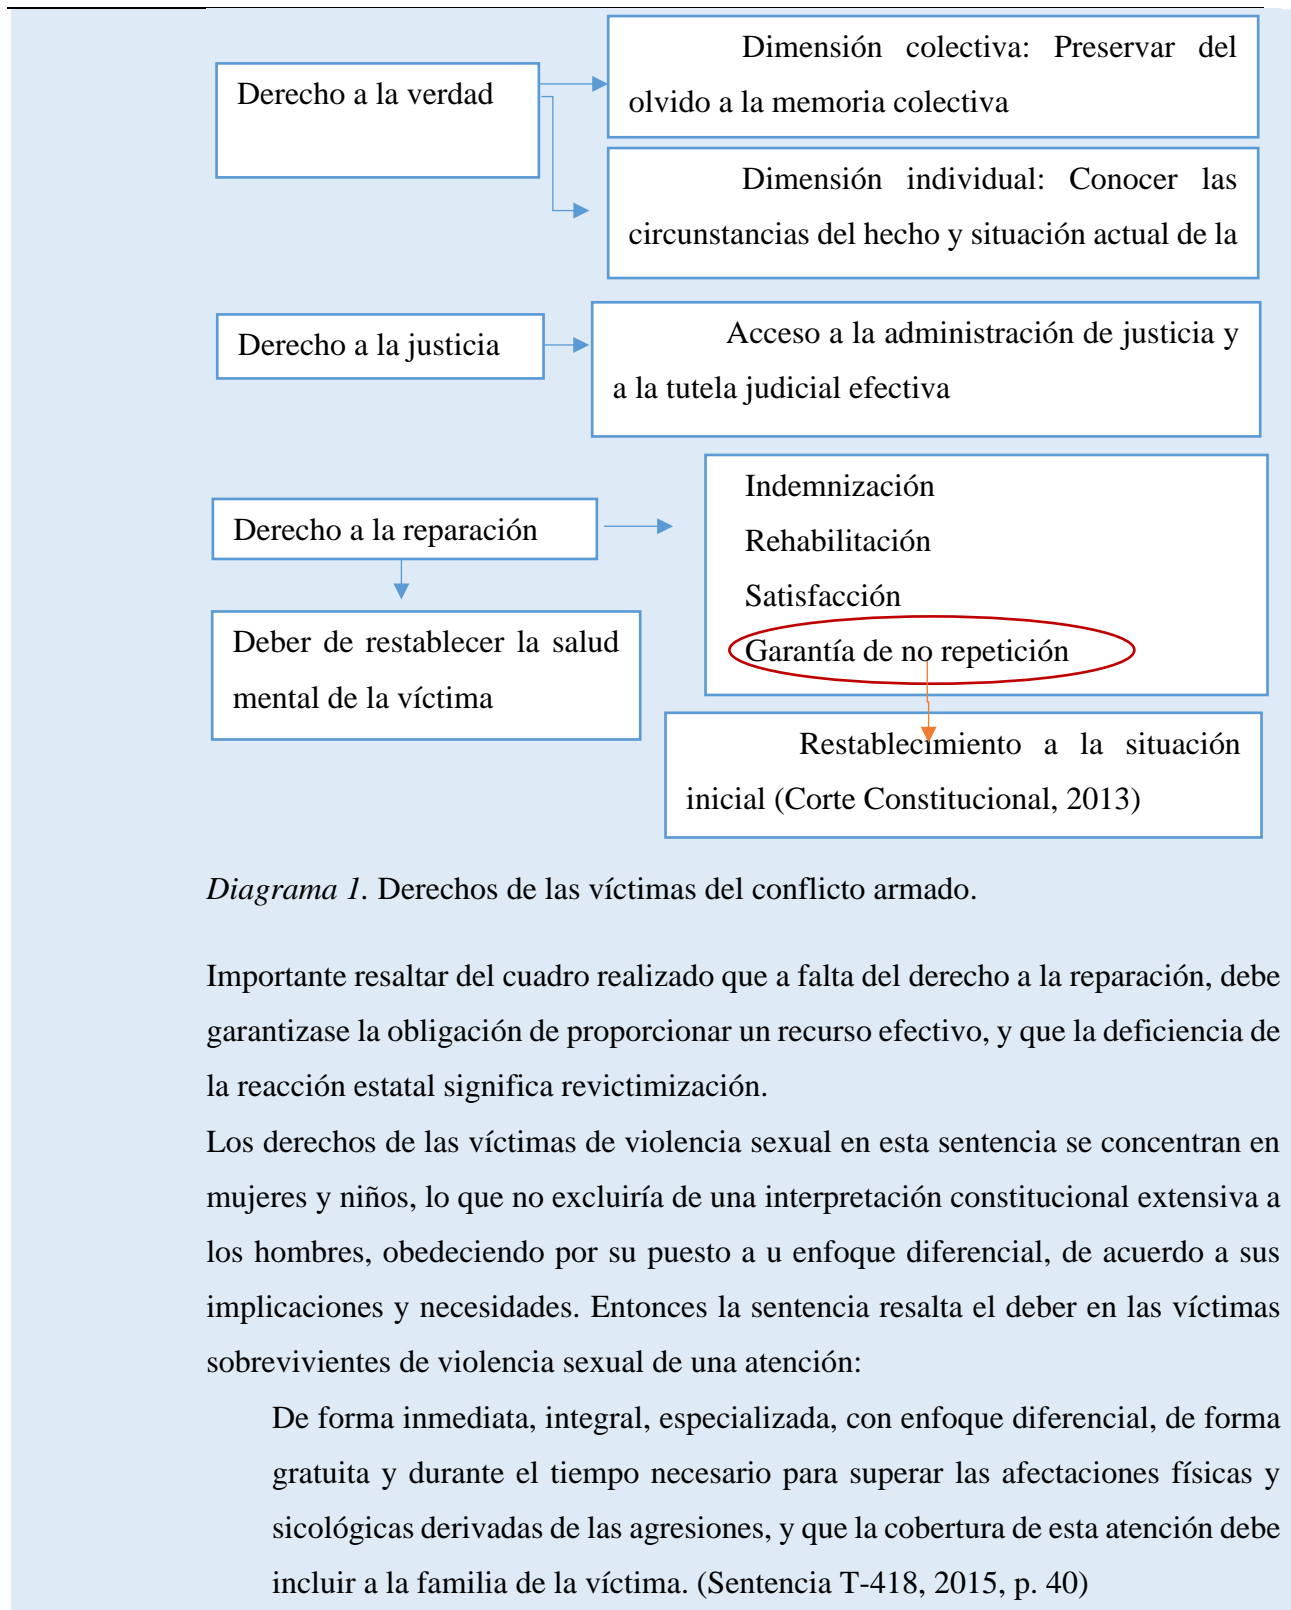 Derecho a la verdad
Dimensión colectiva: Preservar del
olvido a la memoria colectiva
Dimensión individual: Conocer las
circunstancias del hecho y situación actual de la
Derecho a la justicia
Acceso a la administración de justicia y
a la tutela judicial efectiva
Derecho a la reparación
Indemnización
Rehabilitación
Satisfacción
Garantía de no repetición
Deber de restablecer la salud
mental de la víctima
Restablecimiento a la situación
inicial (Corte Constitucional, 2013)
Diagrama 1. Derechos de las víctimas del conflicto armado.
Importante resaltar del cuadro realizado que a falta del derecho a la reparación, debe
garantizase la obligación de proporcionar un recurso efectivo, y que la deficiencia de
la reacción estatal significa revictimización.
Los derechos de las víctimas de violencia sexual en esta sentencia se concentran en
mujeres y niños, lo que no excluiría de una interpretación constitucional extensiva a
los hombres, obedeciendo por su puesto a u enfoque diferencial, de acuerdo a sus
implicaciones y necesidades. Entonces la sentencia resalta el deber en las víctimas
sobrevivientes de violencia sexual de una atención:
De forma inmediata, integral, especializada, con enfoque diferencial, de forma
gratuita y durante el tiempo necesario para superar las afectaciones físicas y
sicológicas derivadas de las agresiones, y que la cobertura de esta atención debe
incluir a la familia de la víctima. (Sentencia T-418, 2015, p. 40)